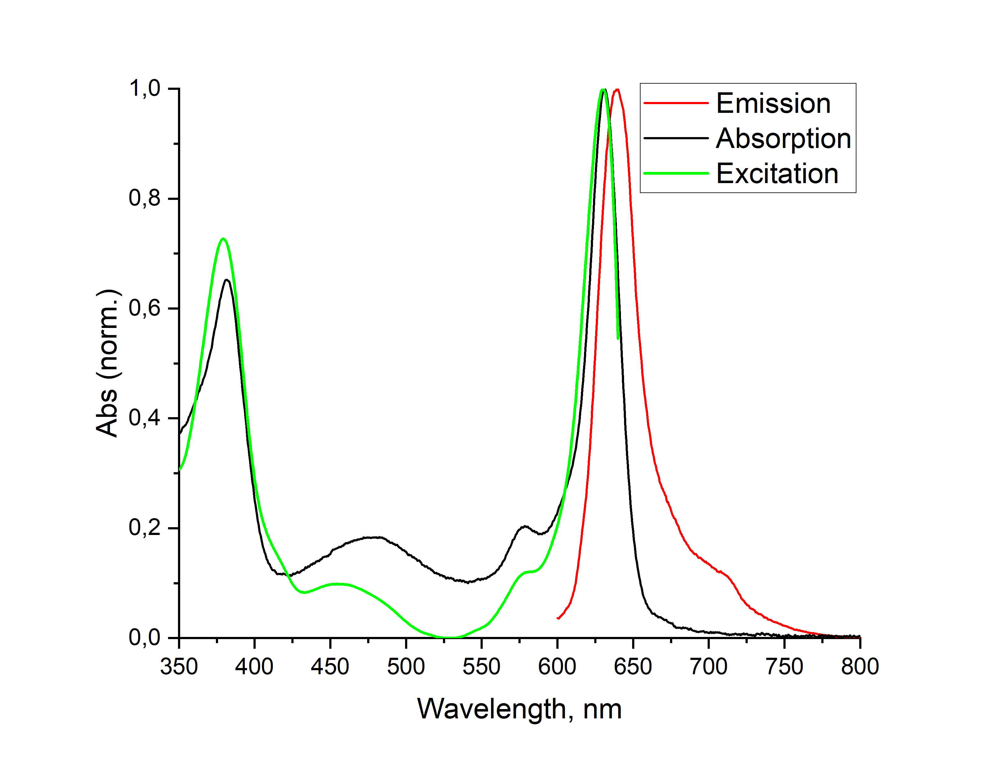 Emission
Absorption
Excitation
1,0
0,8
0,6
0,4
0,2
0,0
Abs (norm.)
350 400 450 500 550 600 650 700 750 800
Wavelength, nm